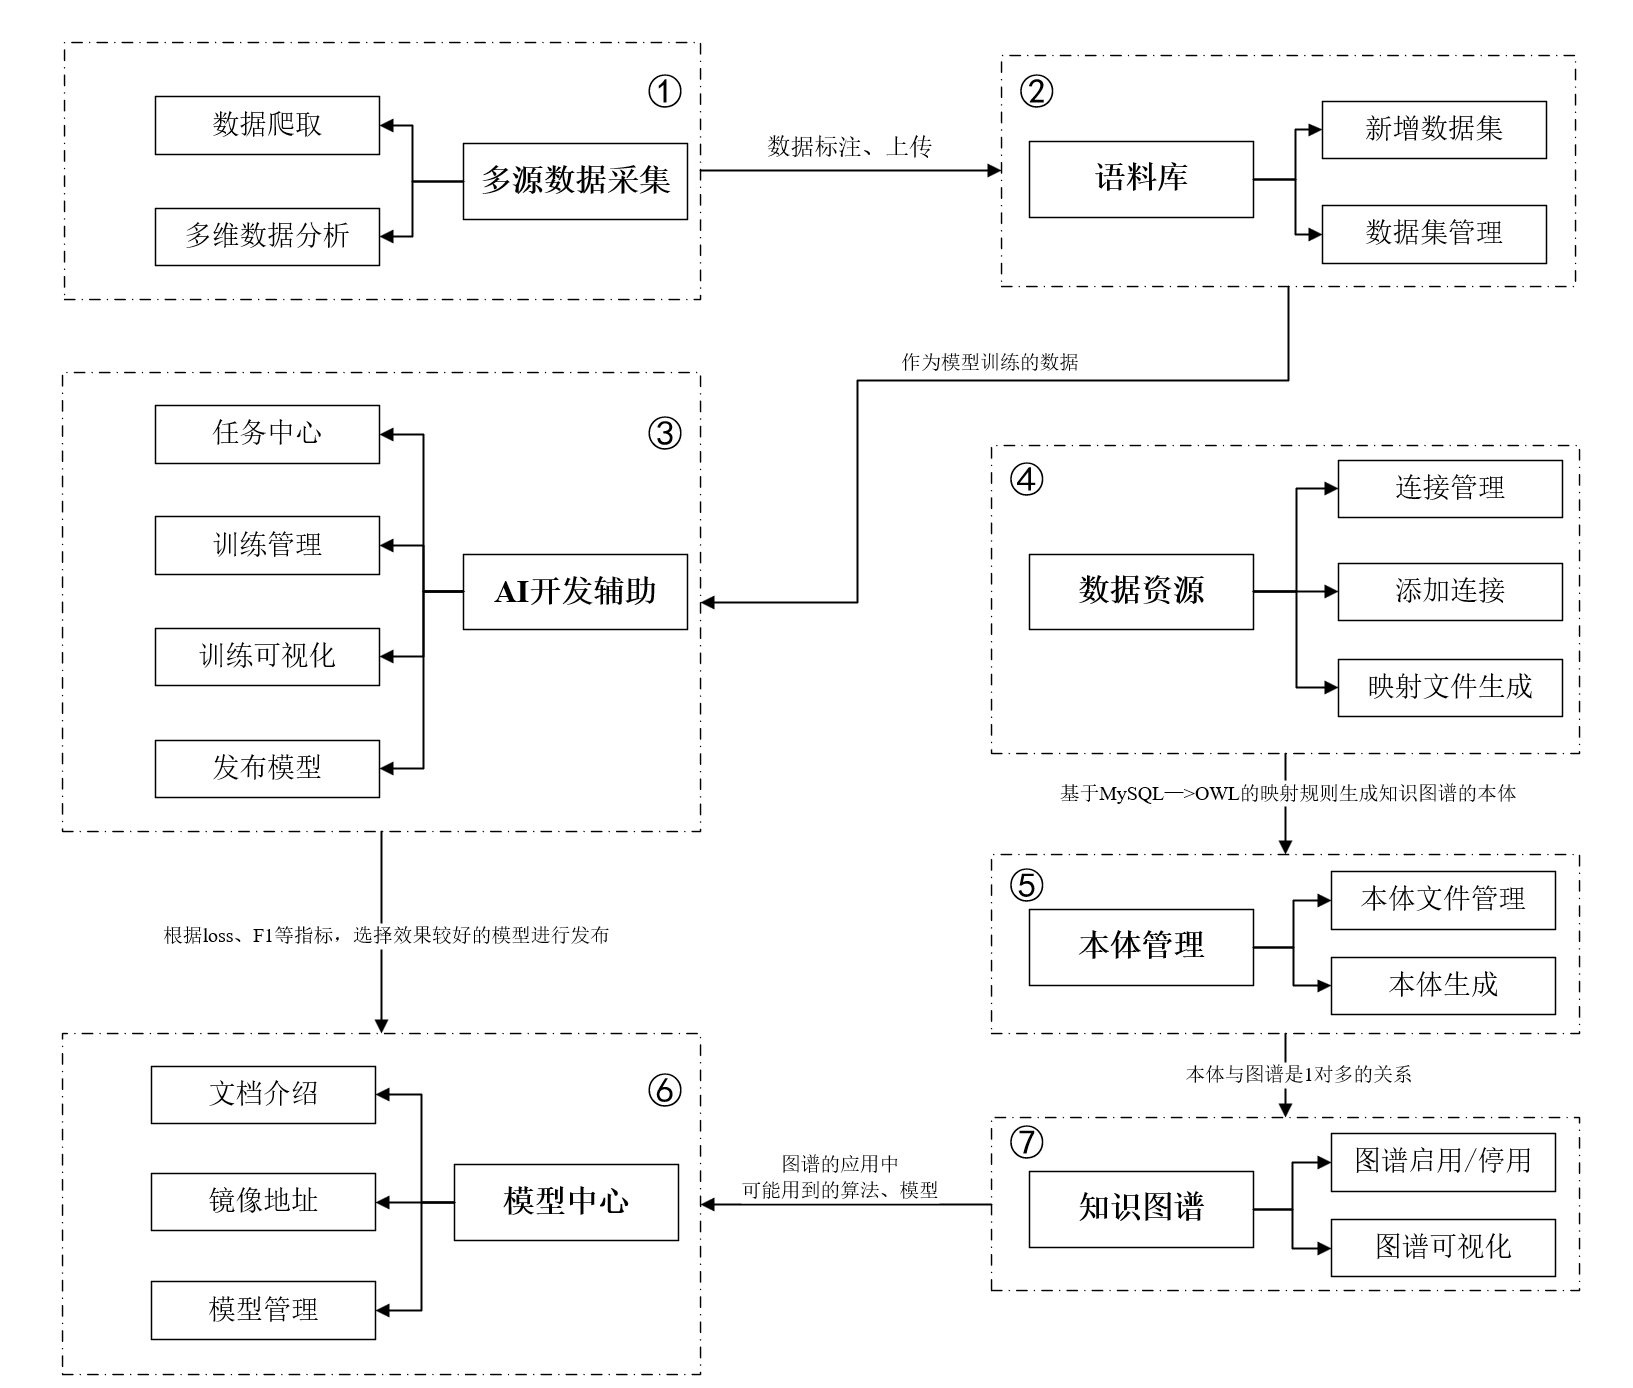 ①
数据爬取
多源数据采集
多维数据分析
数据标注、上传
②
新增数据集
语料库
数据集管理
作为模型训练的数据
③
任务中心
训练管理
AI开发辅助
训练可视化
发布模型
④
连接管理
数据资源
添加连接
映射文件生成
基于MySQL—>OWL的映射规则生成知识图谱的本体
⑤
本体文件管理
本体管理
本体生成
根据loss、F1等指标，选择效果较好的模型进行发布
本体与图谱是1对多的关系
⑥
文档介绍
镜像地址
模型中心
模型管理
图谱的应用中
可能用到的算法、模型
⑦
图谱启用/停用
知识图谱
图谱可视化